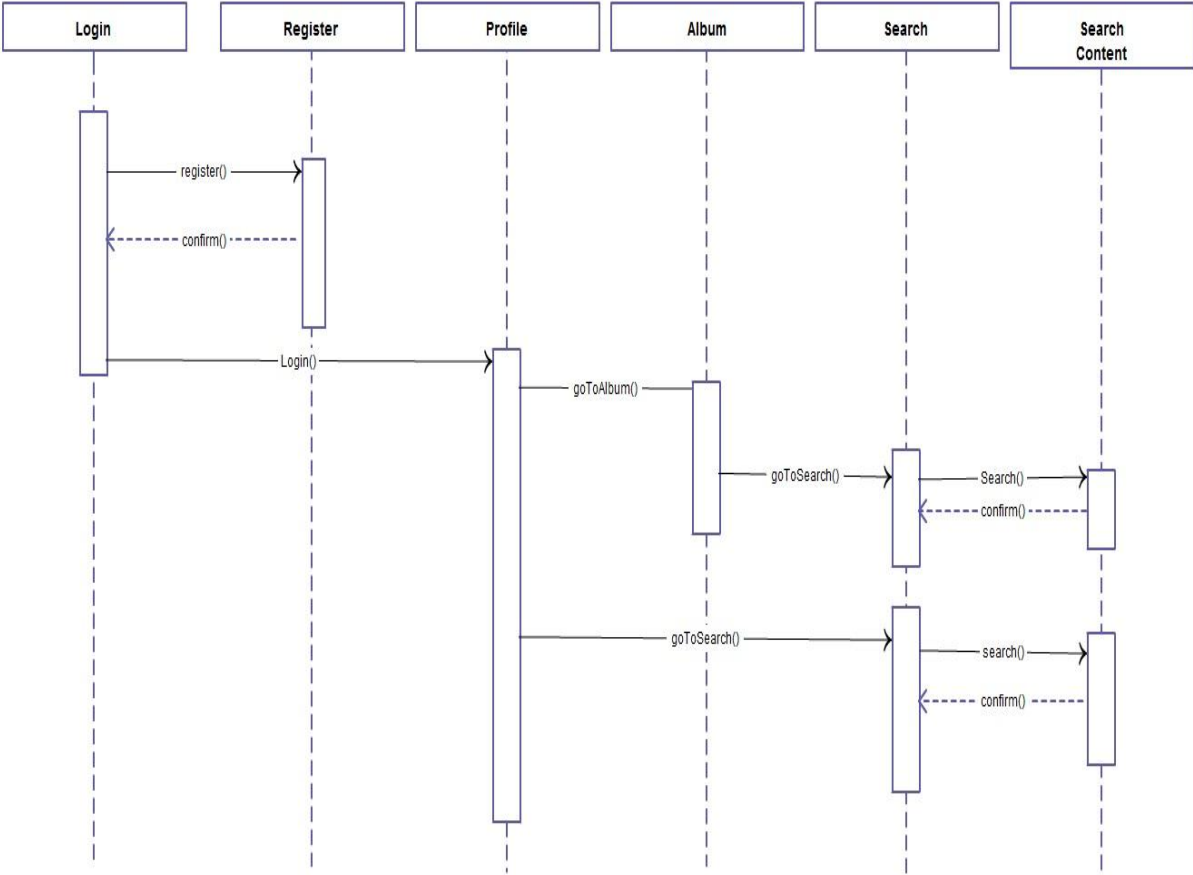 Login
Register
Profile
Album
Search
Search
Content
register()
confirm()
Login()
goToAlbum()
goToSearch()
Search()
confirm()
goToSearch()
search()
confirm()